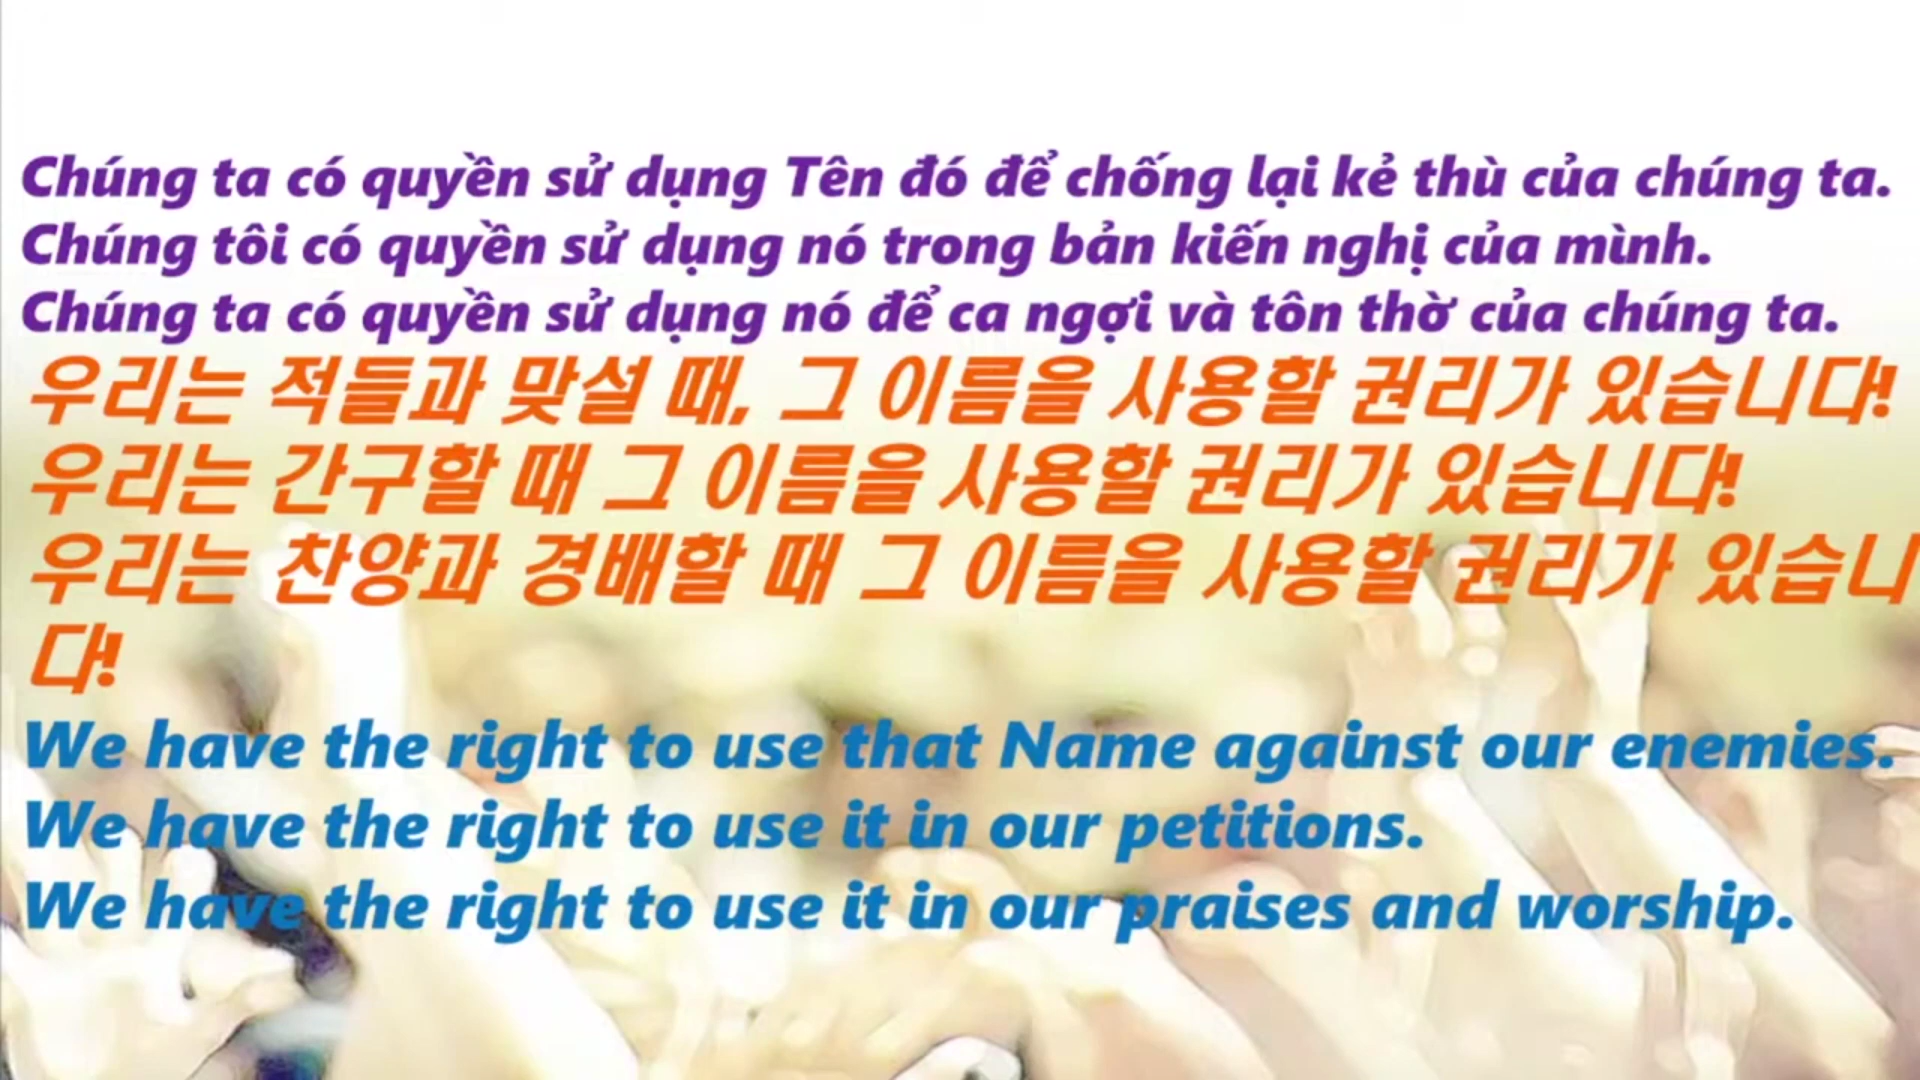 Chúng ta có quyền sử dụng Tên đó để chống lại kẻ thù của chúng ta.
Chúng tôi có quyền sử dụng nó trong bản kiến nghị của mình.
Chúng ta có quyền sử dụng nó để ca ngợi và tôn thờ của chúng ta.
우리는 적들과 맞설 때, 그 이름을 사용할 권리가 있습니다!
우리는 간구할 때 그 이름을 사용할 권리가 있습니다!
우리는 찬양과 경배할 때 그 이름을 사용할 권리가 있습니
다!
We have the right to use that Name against our enemies.
We have the right to use it in our petitions.
We have the right to use it in our praises and worship.